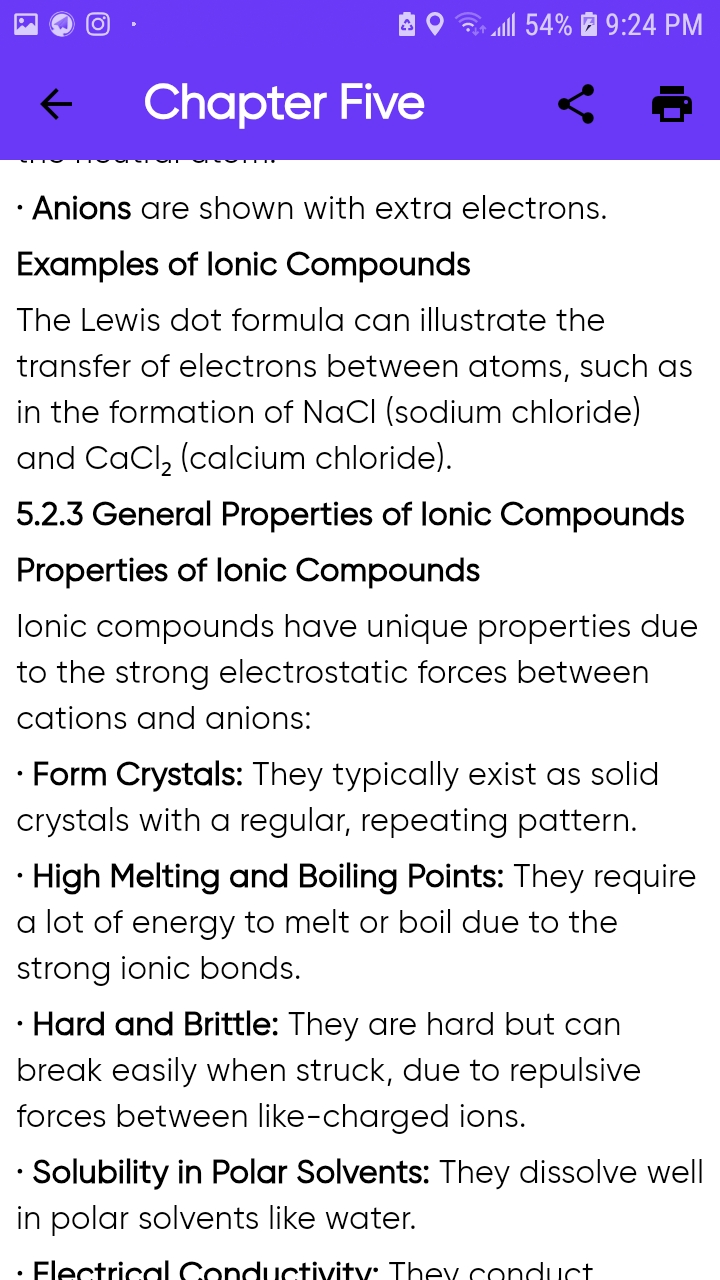 54% 9:24 PM
Chapter Five
the neutral atom.
· Anions are shown with extra electrons.
Examples of Ionic Compounds
The Lewis dot formula can illustrate the
transfer of electrons between atoms, such as
in the formation of NaCl (sodium chloride)
and CaCl₂ (calcium chloride).
5.2.3 General Properties of Ionic Compounds
Properties of Ionic Compounds
Ionic compounds have unique properties due
to the strong electrostatic forces between
cations and anions:
· Form Crystals: They typically exist as solid
crystals with a regular, repeating pattern.
· High Melting and Boiling Points: They require
a lot of energy to melt or boil due to the
strong ionic bonds.
· Hard and Brittle: They are hard but can
break easily when struck, due to repulsive
forces between like-charged ions.
· Solubility in Polar Solvents: They dissolve well
in polar solvents like water.
· Electrical Conductivity: They conduct